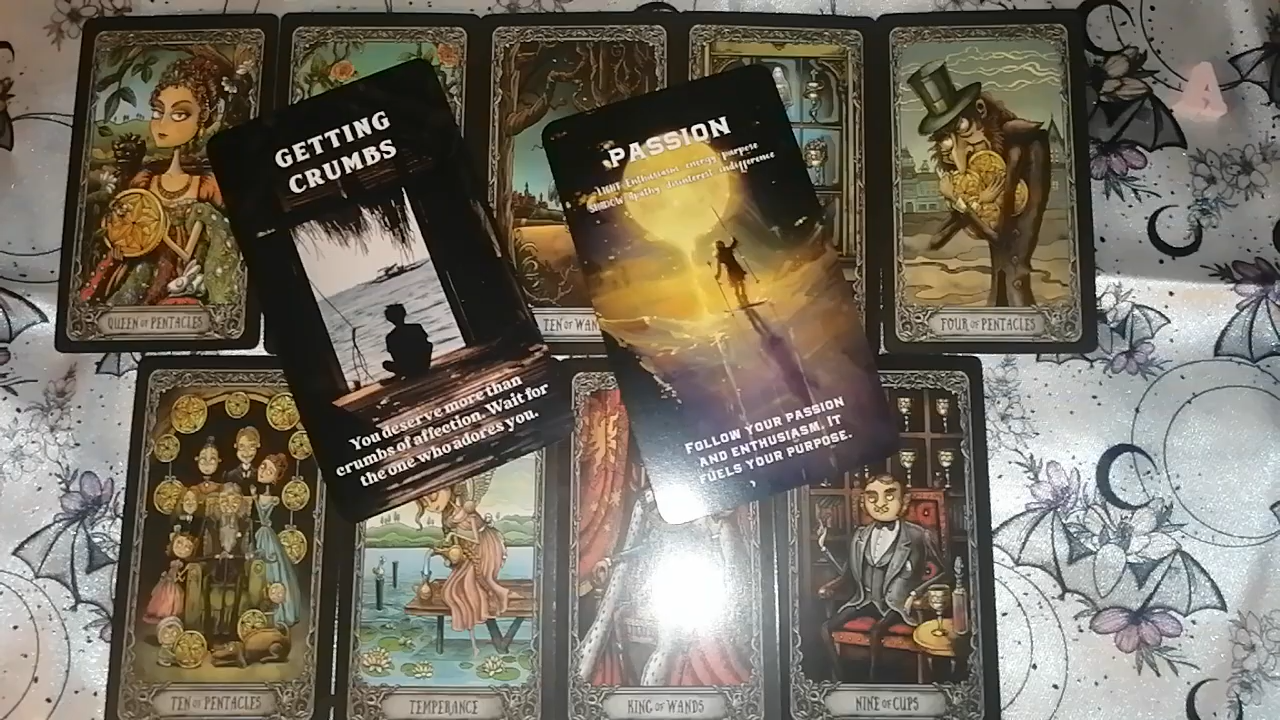 QUEEN OF PENTACLES
GETTING
CRUMBS
You deserve more than
crumbs of affection. Wait for
the one who adores you.
TEN OF WAN
PASSION
LIGHT Enthusiasm, energy, purpose
SHADOW Apathy, disinterest, indifference
FOLLOW YOUR PASSION
AND ENTHUSIASM. IT
FUELS YOUR PURPOSE.
FOUR OF PENTACLES
TEN OF PENTACLES
TEMPERANCE
KING OF WANDS
NINE OF CUPS